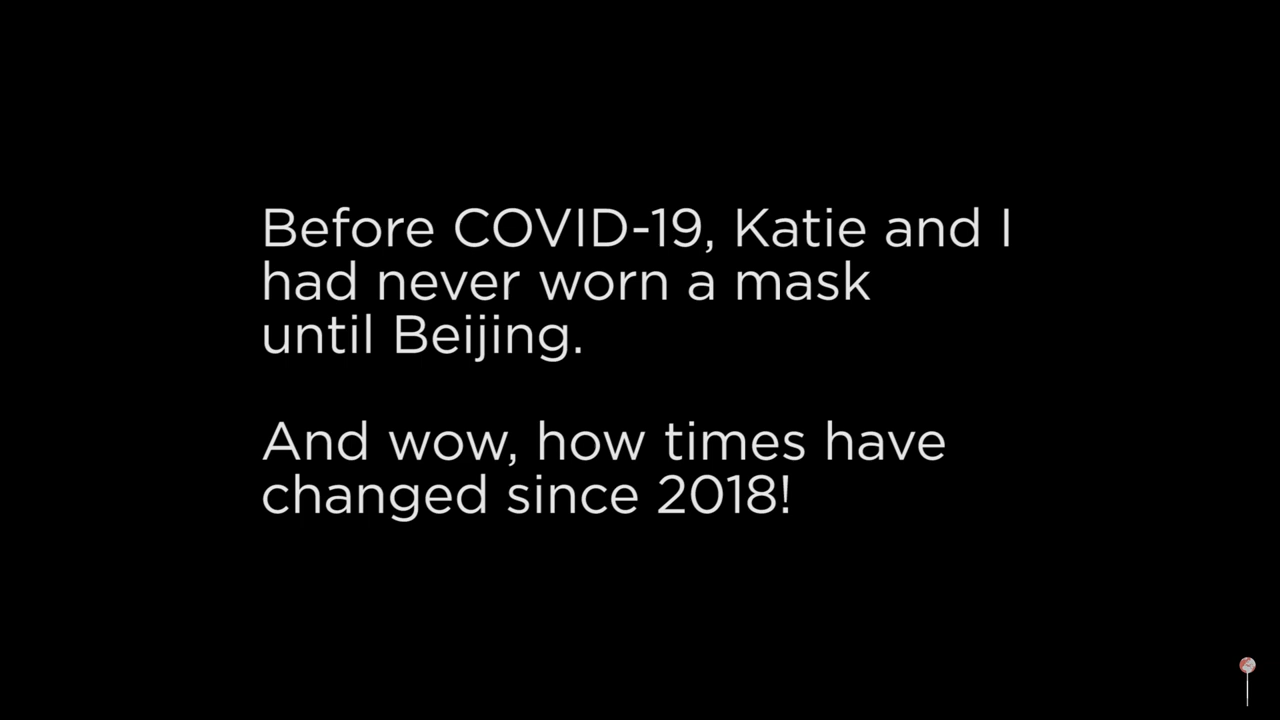 Before COVID-19, Katie and I
had never worn a mask
until Beijing.
And wow, how times have
changed since 2018!